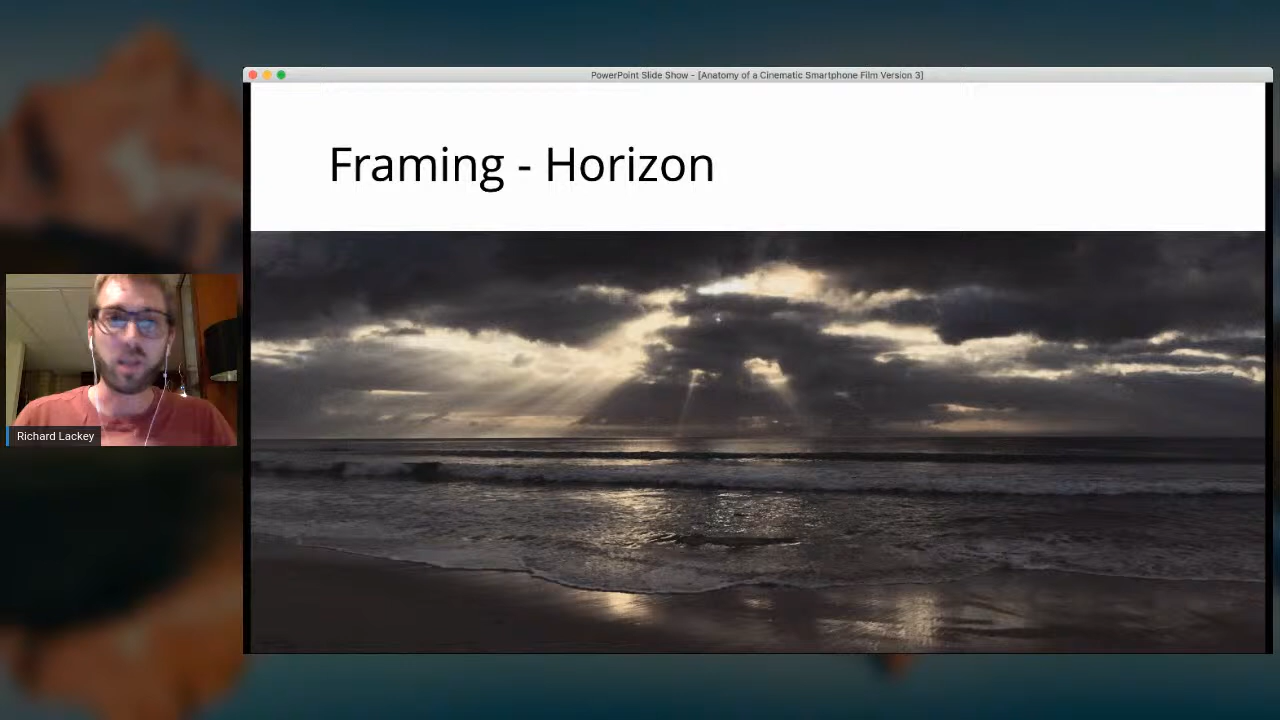 PowerPoint Slide Show - [Anatomy of a Cinematic Smartphone Film Version 3]
Framing - Horizon
Richard Lackey